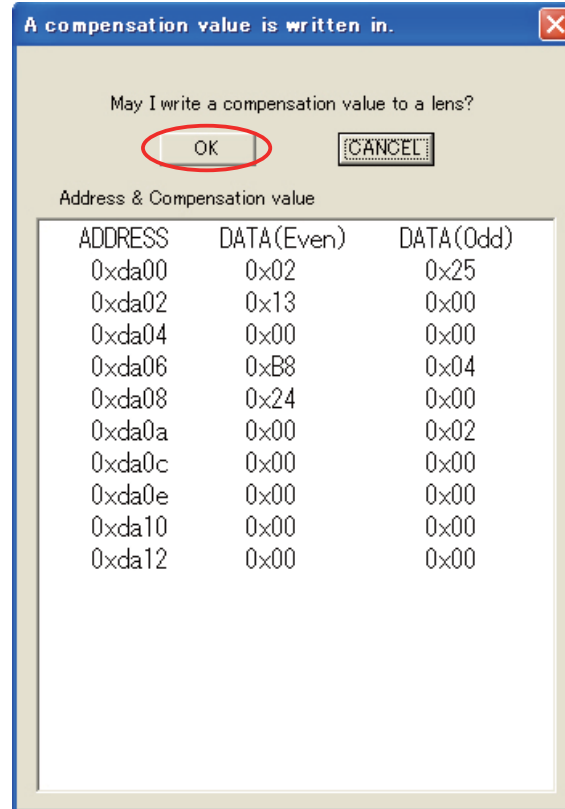 A compensation value is written in.
May I write a compensation value to a lens?
OK CANCEL
Address & Compensation value
ADDRESS DATA(Even) DATA(Odd)
0xda00 0x02 0x25
0xda02 0x13 0x00
0xda04 0x00 0x00
0xda06 0xB8 0x04
0xda08 0x24 0x00
0xda0a 0x00 0x02
0xda0c 0x00 0x00
0xda0e 0x00 0x00
0xda10 0x00 0x00
0xda12 0x00 0x00